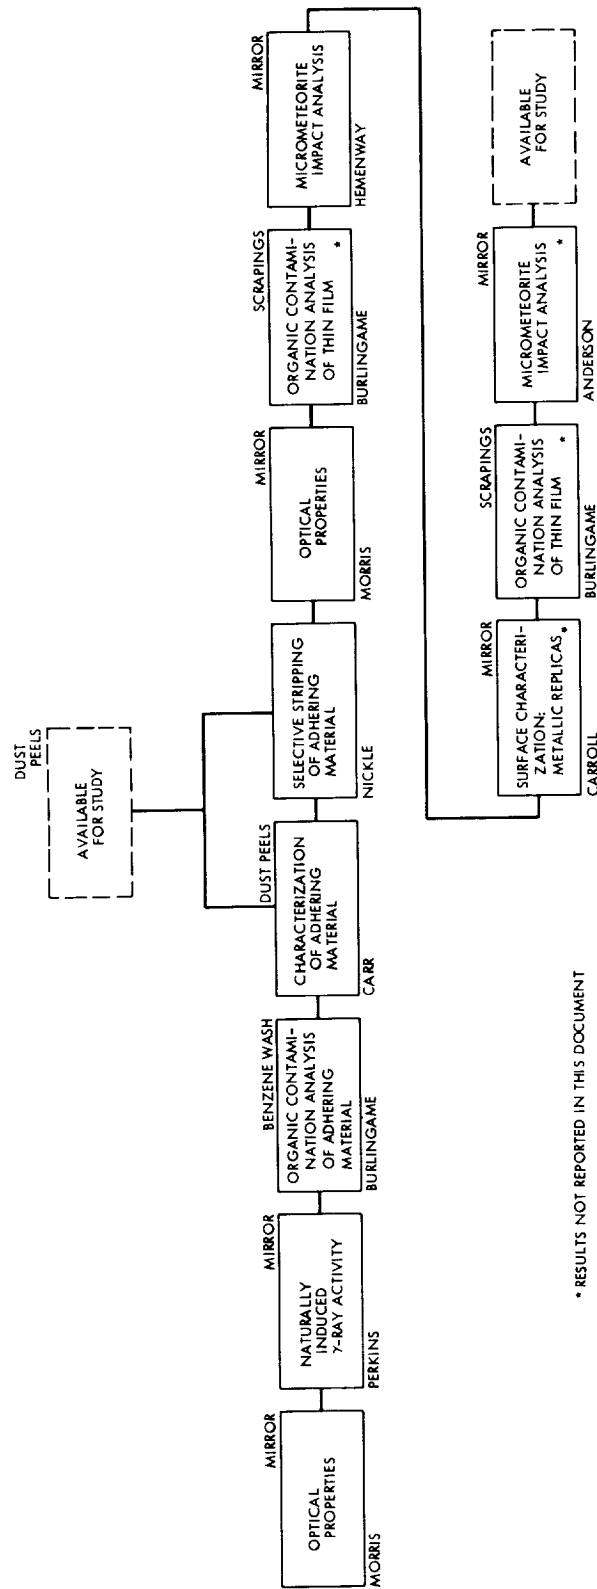 MIRROR
OPTICAL
PROPERTIES
MORRIS
MIRROR
NATURALLY
INDUCED
γ-RAY ACTIVITY
PERKINS
BENZENE WASH
ORGANIC CONTAMI-
NATION ANALYSIS
OF ADHERING
MATERIAL
BURLINGAME
DUST PEELS
CHARACTERIZATION
OF ADHERING
MATERIAL
CARR
DUST
PEELS
AVAILABLE
FOR STUDY
SELECTIVE STRIPPING
OF ADHERING
MATERIAL
NICKLE
MIRROR
OPTICAL
PROPERTIES
MORRIS
SCRAPINGS
ORGANIC CONTAMI-
NATION ANALYSIS
OF THIN FILM *
BURLINGAME
MIRROR
MICROMETEORITE
IMPACT ANALYSIS
HEMENWAY
MIRROR
SURFACE CHARACTERI-
ZATION:
METALLIC REPLICAS *
CARROLL
SCRAPINGS
ORGANIC CONTAMI-
NATION ANALYSIS
OF THIN FILM *
BURLINGAME
MIRROR
MICROMETEORITE
IMPACT ANALYSIS
*
ANDERSON
AVAILABLE
FOR STUDY
* RESULTS NOT REPORTED IN THIS DOCUMENT